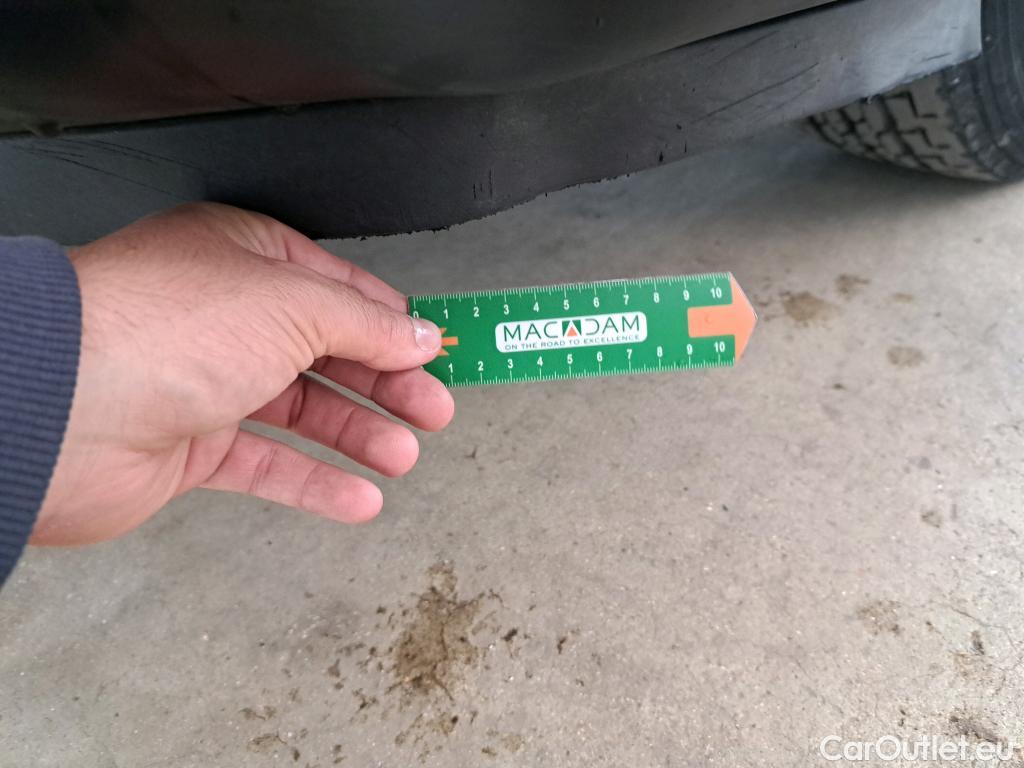 0 1 2 3 4 5 6 7 8 9 10
MACADAM
ON THE ROAD TO EXCELLENCE
1 2 3 4 5 6 7 8 9 10
CarOutlet.eu